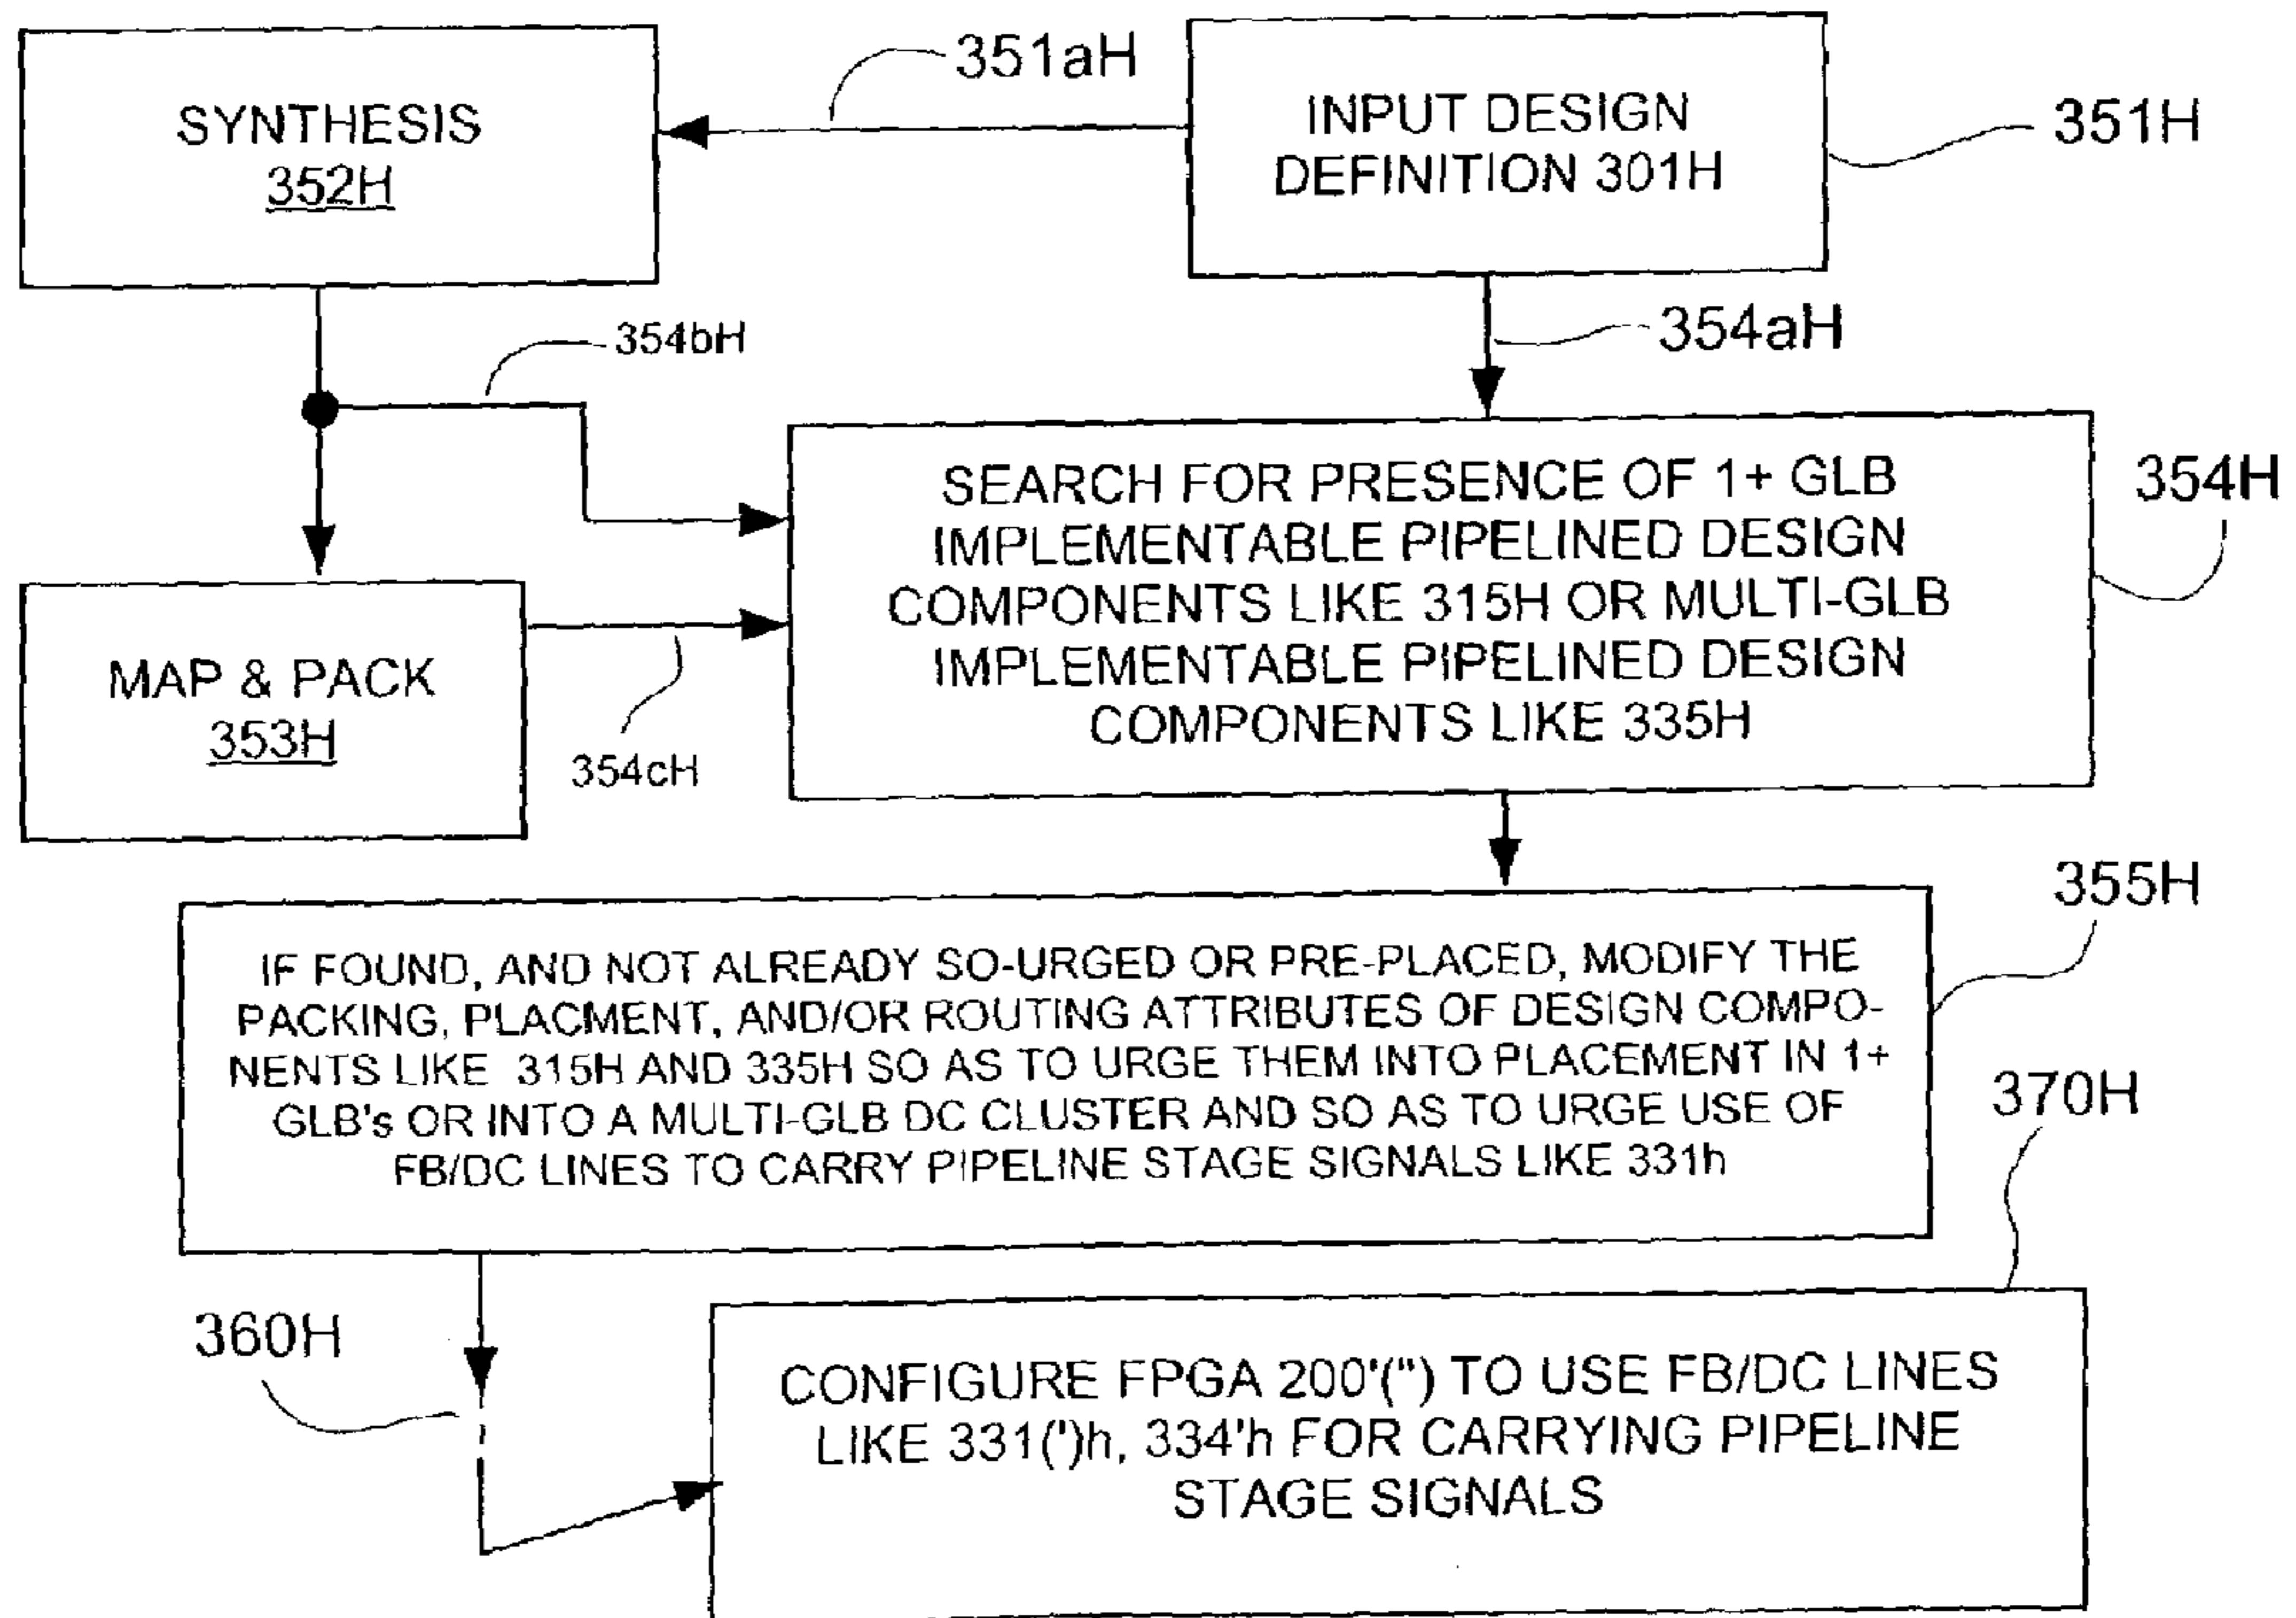 351aH
SYNTHESIS
352H
INPUT DESIGN
DEFINITION 301H
351H
354bH
354aH
SEARCH FOR PRESENCE OF 1+ GLB
IMPLEMENTABLE PIPELINED DESIGN
COMPONENTS LIKE 315H OR MULTI-GLB
IMPLEMENTABLE PIPELINED DESIGN
COMPONENTS LIKE 335H
354H
MAP & PACK
353H
354cH
355H
IF FOUND, AND NOT ALREADY SO-URGED OR PRE-PLACED, MODIFY THE
PACKING, PLACMENT, AND/OR ROUTING ATTRIBUTES OF DESIGN COMPO-
NENTS LIKE 315H AND 335H SO AS TO URGE THEM INTO PLACEMENT IN 1+
GLB's OR INTO A MULTI-GLB DC CLUSTER AND SO AS TO URGE USE OF
FB/DC LINES TO CARRY PIPELINE STAGE SIGNALS LIKE 331h
370H
360H
CONFIGURE FPGA 200'(") TO USE FB/DC LINES
LIKE 331(')h, 334'h FOR CARRYING PIPELINE
STAGE SIGNALS